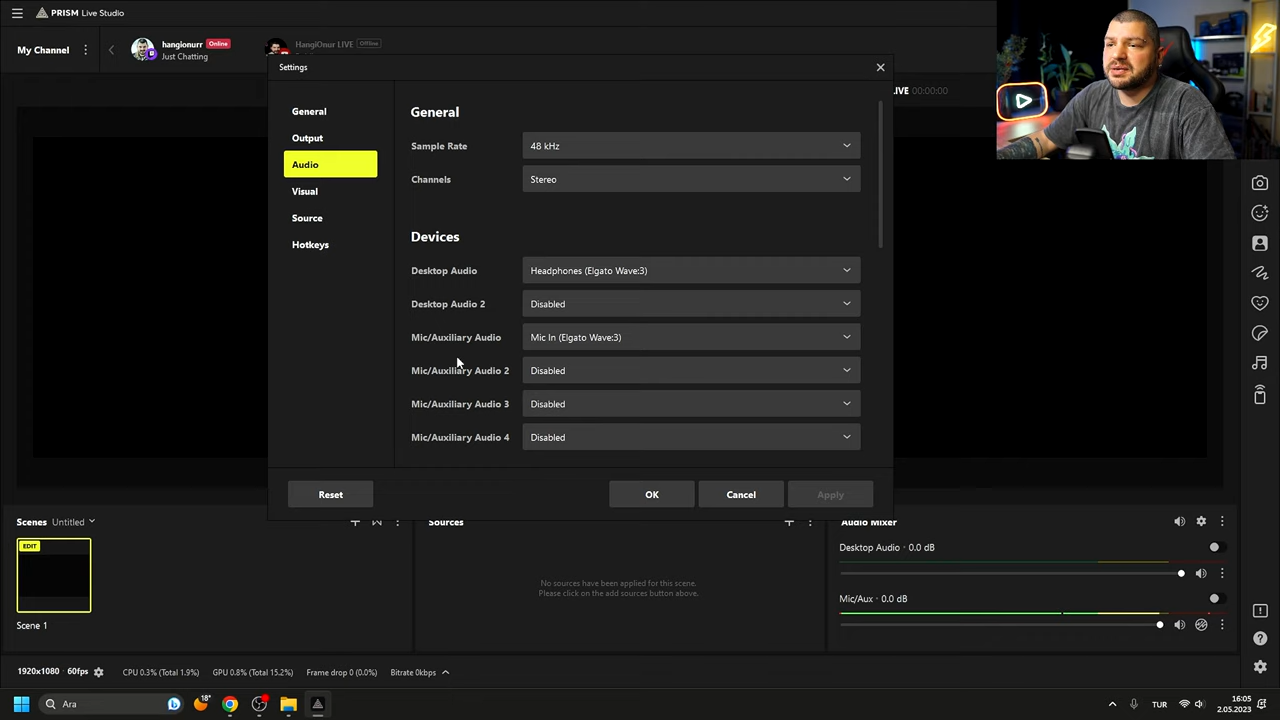 PRISM Live Studio
My Channel
hangionurr Online
Just Chatting
HangiOnur LIVE Offline
Settings
LIVE 00:00:00
General
Output
Audio
Visual
Source
Hotkeys
General
Sample Rate 48 kHz
Channels Stereo
Devices
Desktop Audio Headphones (Elgato Wave:3)
Desktop Audio 2 Disabled
Mic/Auxiliary Audio Mic In (Elgato Wave:3)
Mic/Auxiliary Audio 2 Disabled
Mic/Auxiliary Audio 3 Disabled
Mic/Auxiliary Audio 4 Disabled
Reset OK Cancel Apply
Scenes Untitled
EDIT
Scene 1
Sources
No sources have been applied for this scene.
Please click on the add sources button above.
Audio Mixer
Desktop Audio · 0.0 dB
Mic/Aux · 0.0 dB
1920x1080 · 60fps CPU 0.3% (Total 1.9%) GPU 0.8% (Total 15.2%) Frame drop 0 (0.0%) Bitrate 0kbps
Ara 18° TUR 16:05
2.05.2023